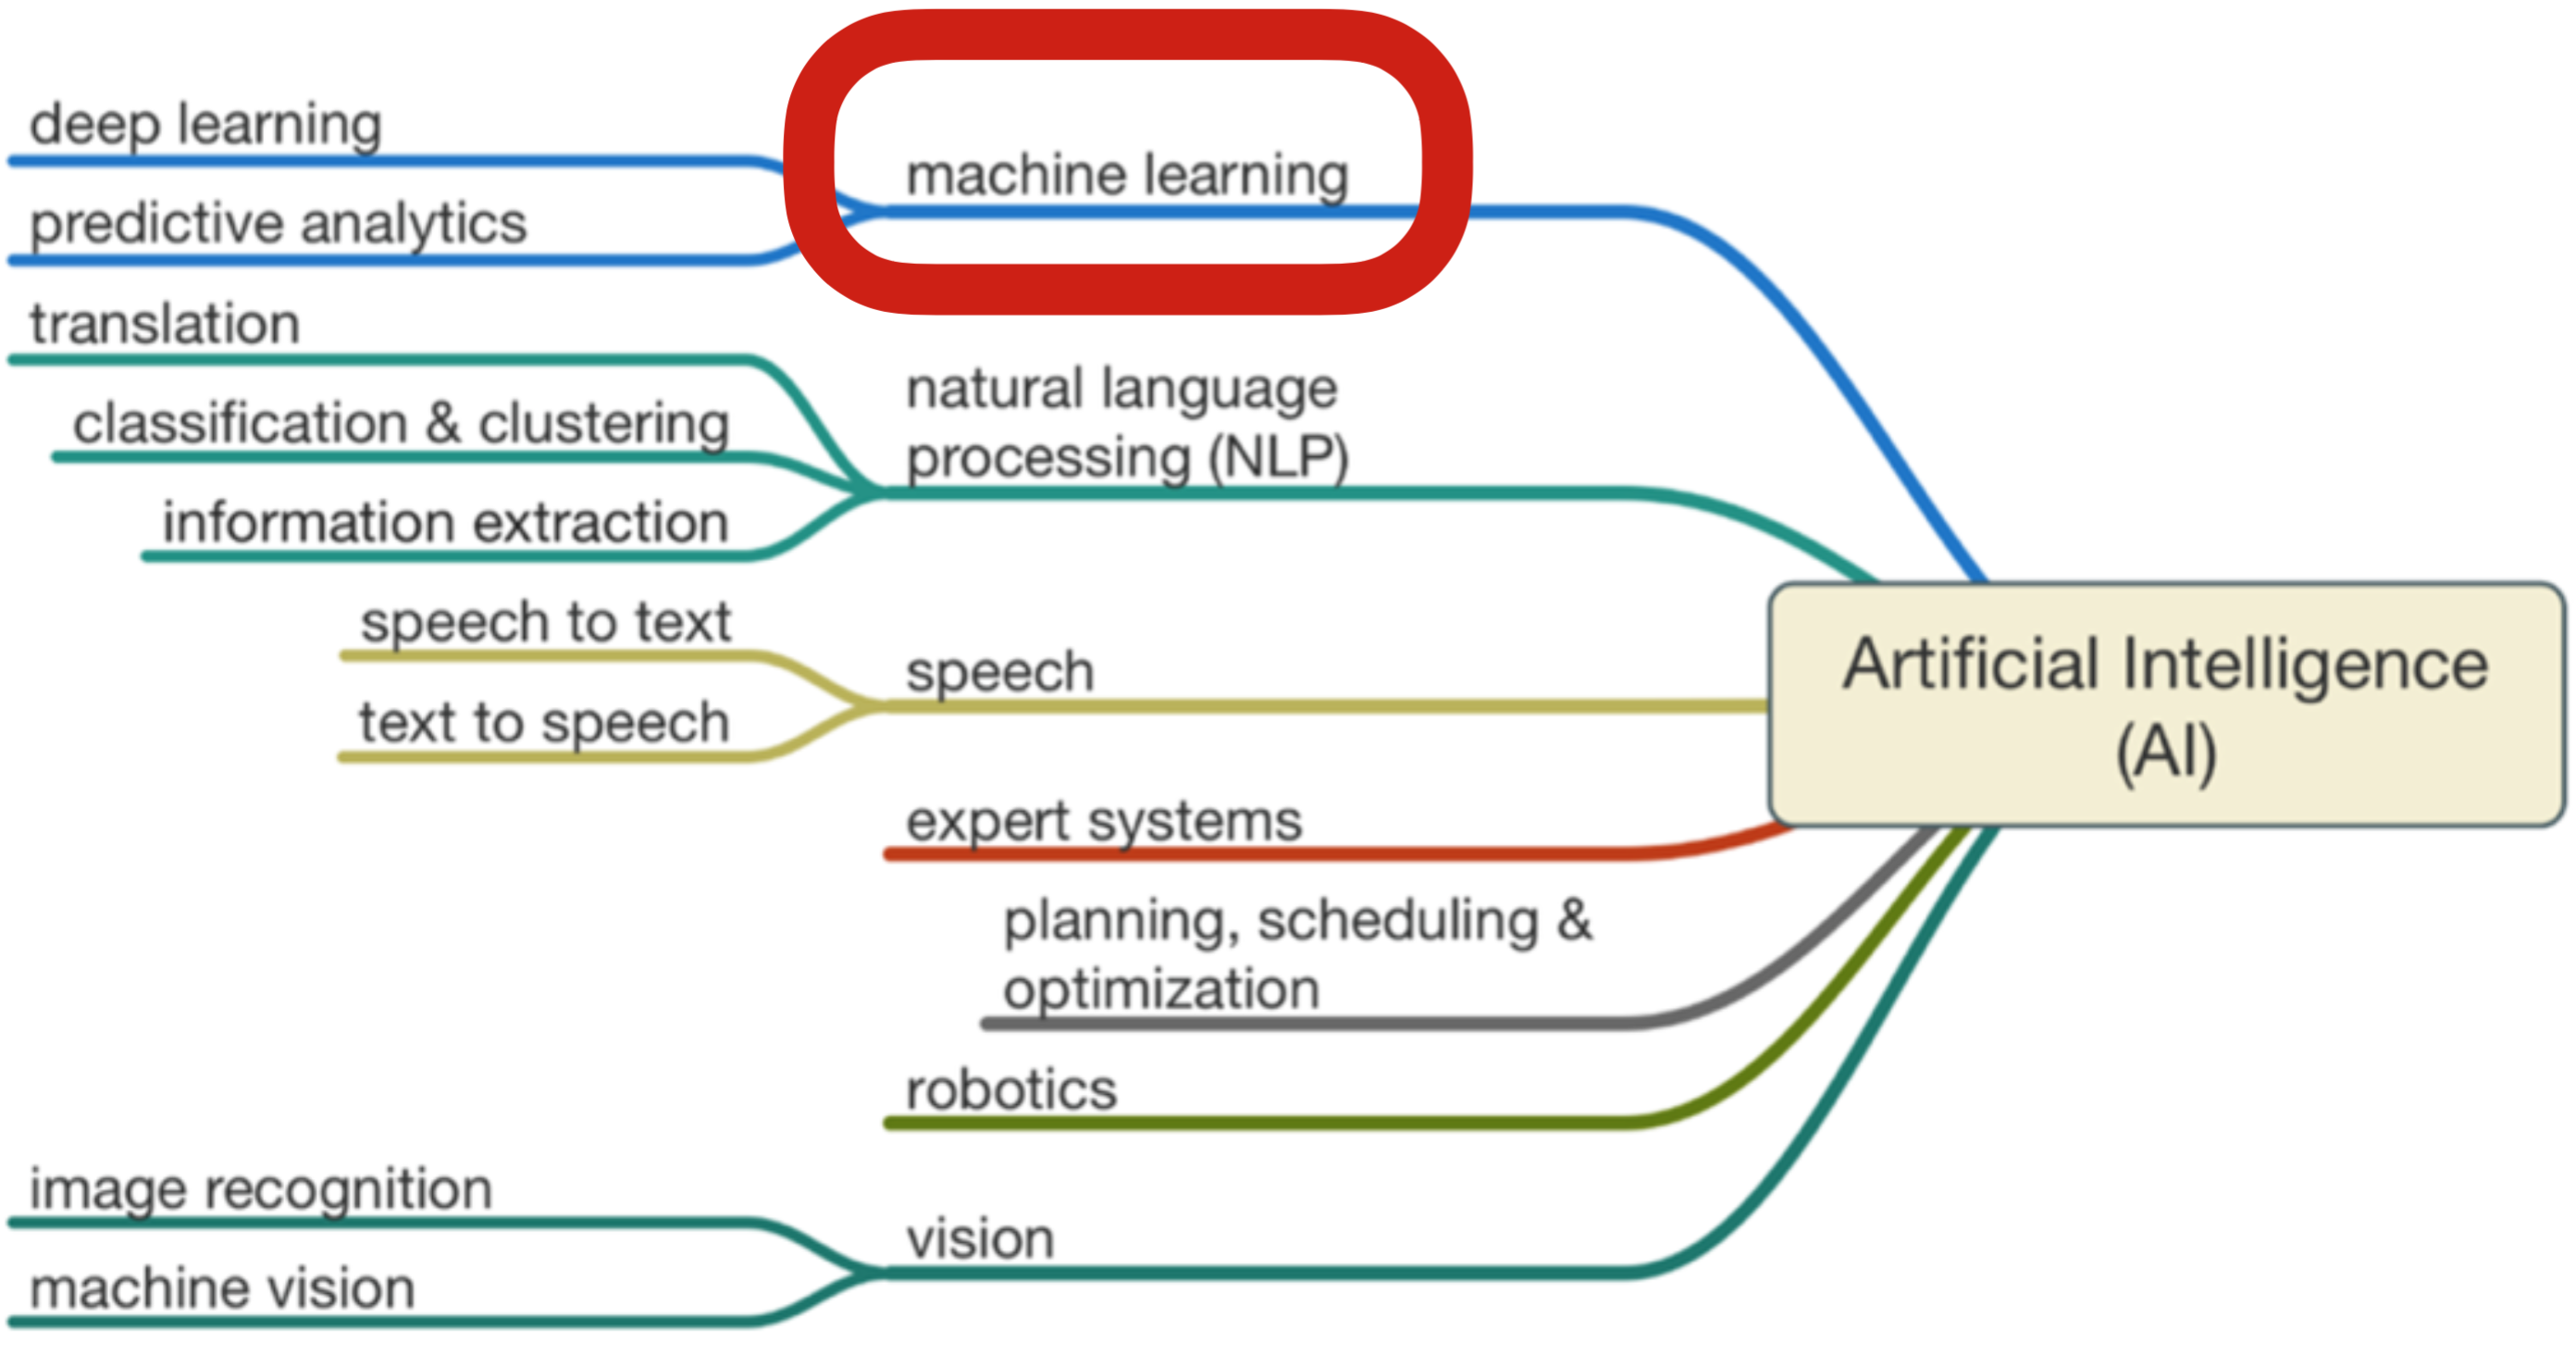 deep learning
predictive analytics
machine learning
translation
classification & clustering
information extraction
natural language
processing (NLP)
speech to text
text to speech
speech
Artificial Intelligence
(AI)
expert systems
planning, scheduling &
optimization
robotics
image recognition
machine vision
vision